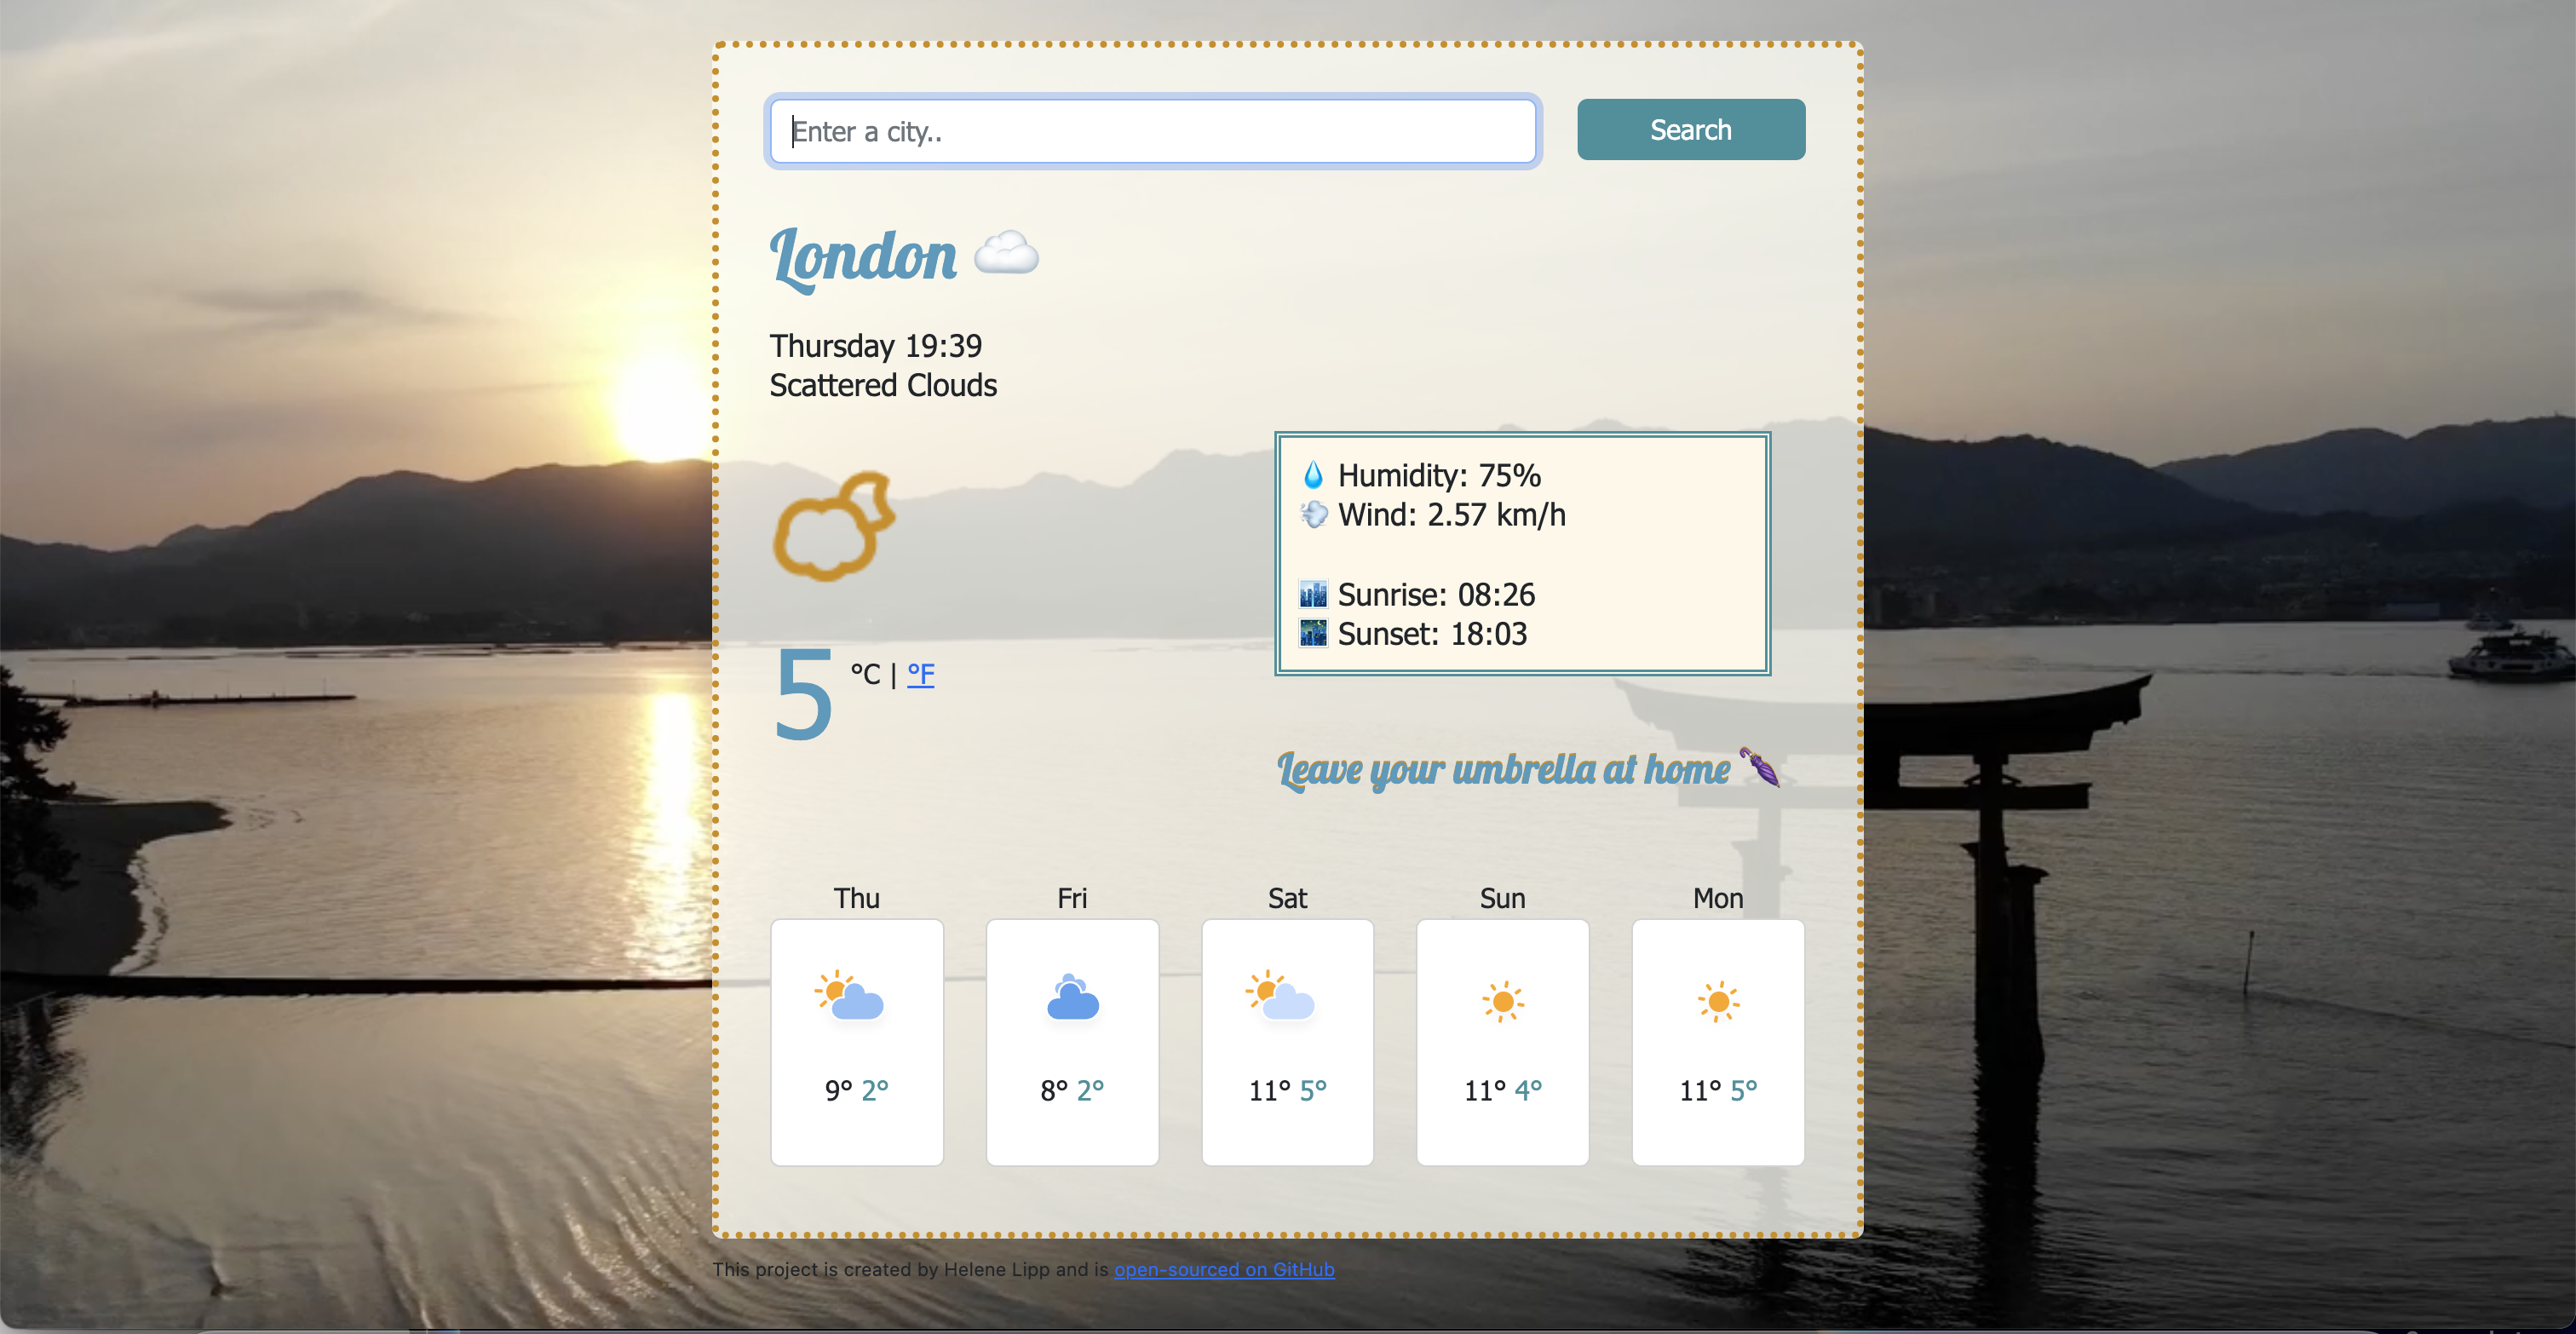 Enter a city..
Search
London
Thursday 19:39
Scattered Clouds
Humidity: 75%
Wind: 2.57 km/h
Sunrise: 08:26
Sunset: 18:03
5 °C | °F
Leave your umbrella at home
Thu Fri Sat Sun Mon
9° 2° 8° 2° 11° 5° 11° 4° 11° 5°
This project is created by Helene Lipp and is open-sourced on GitHub